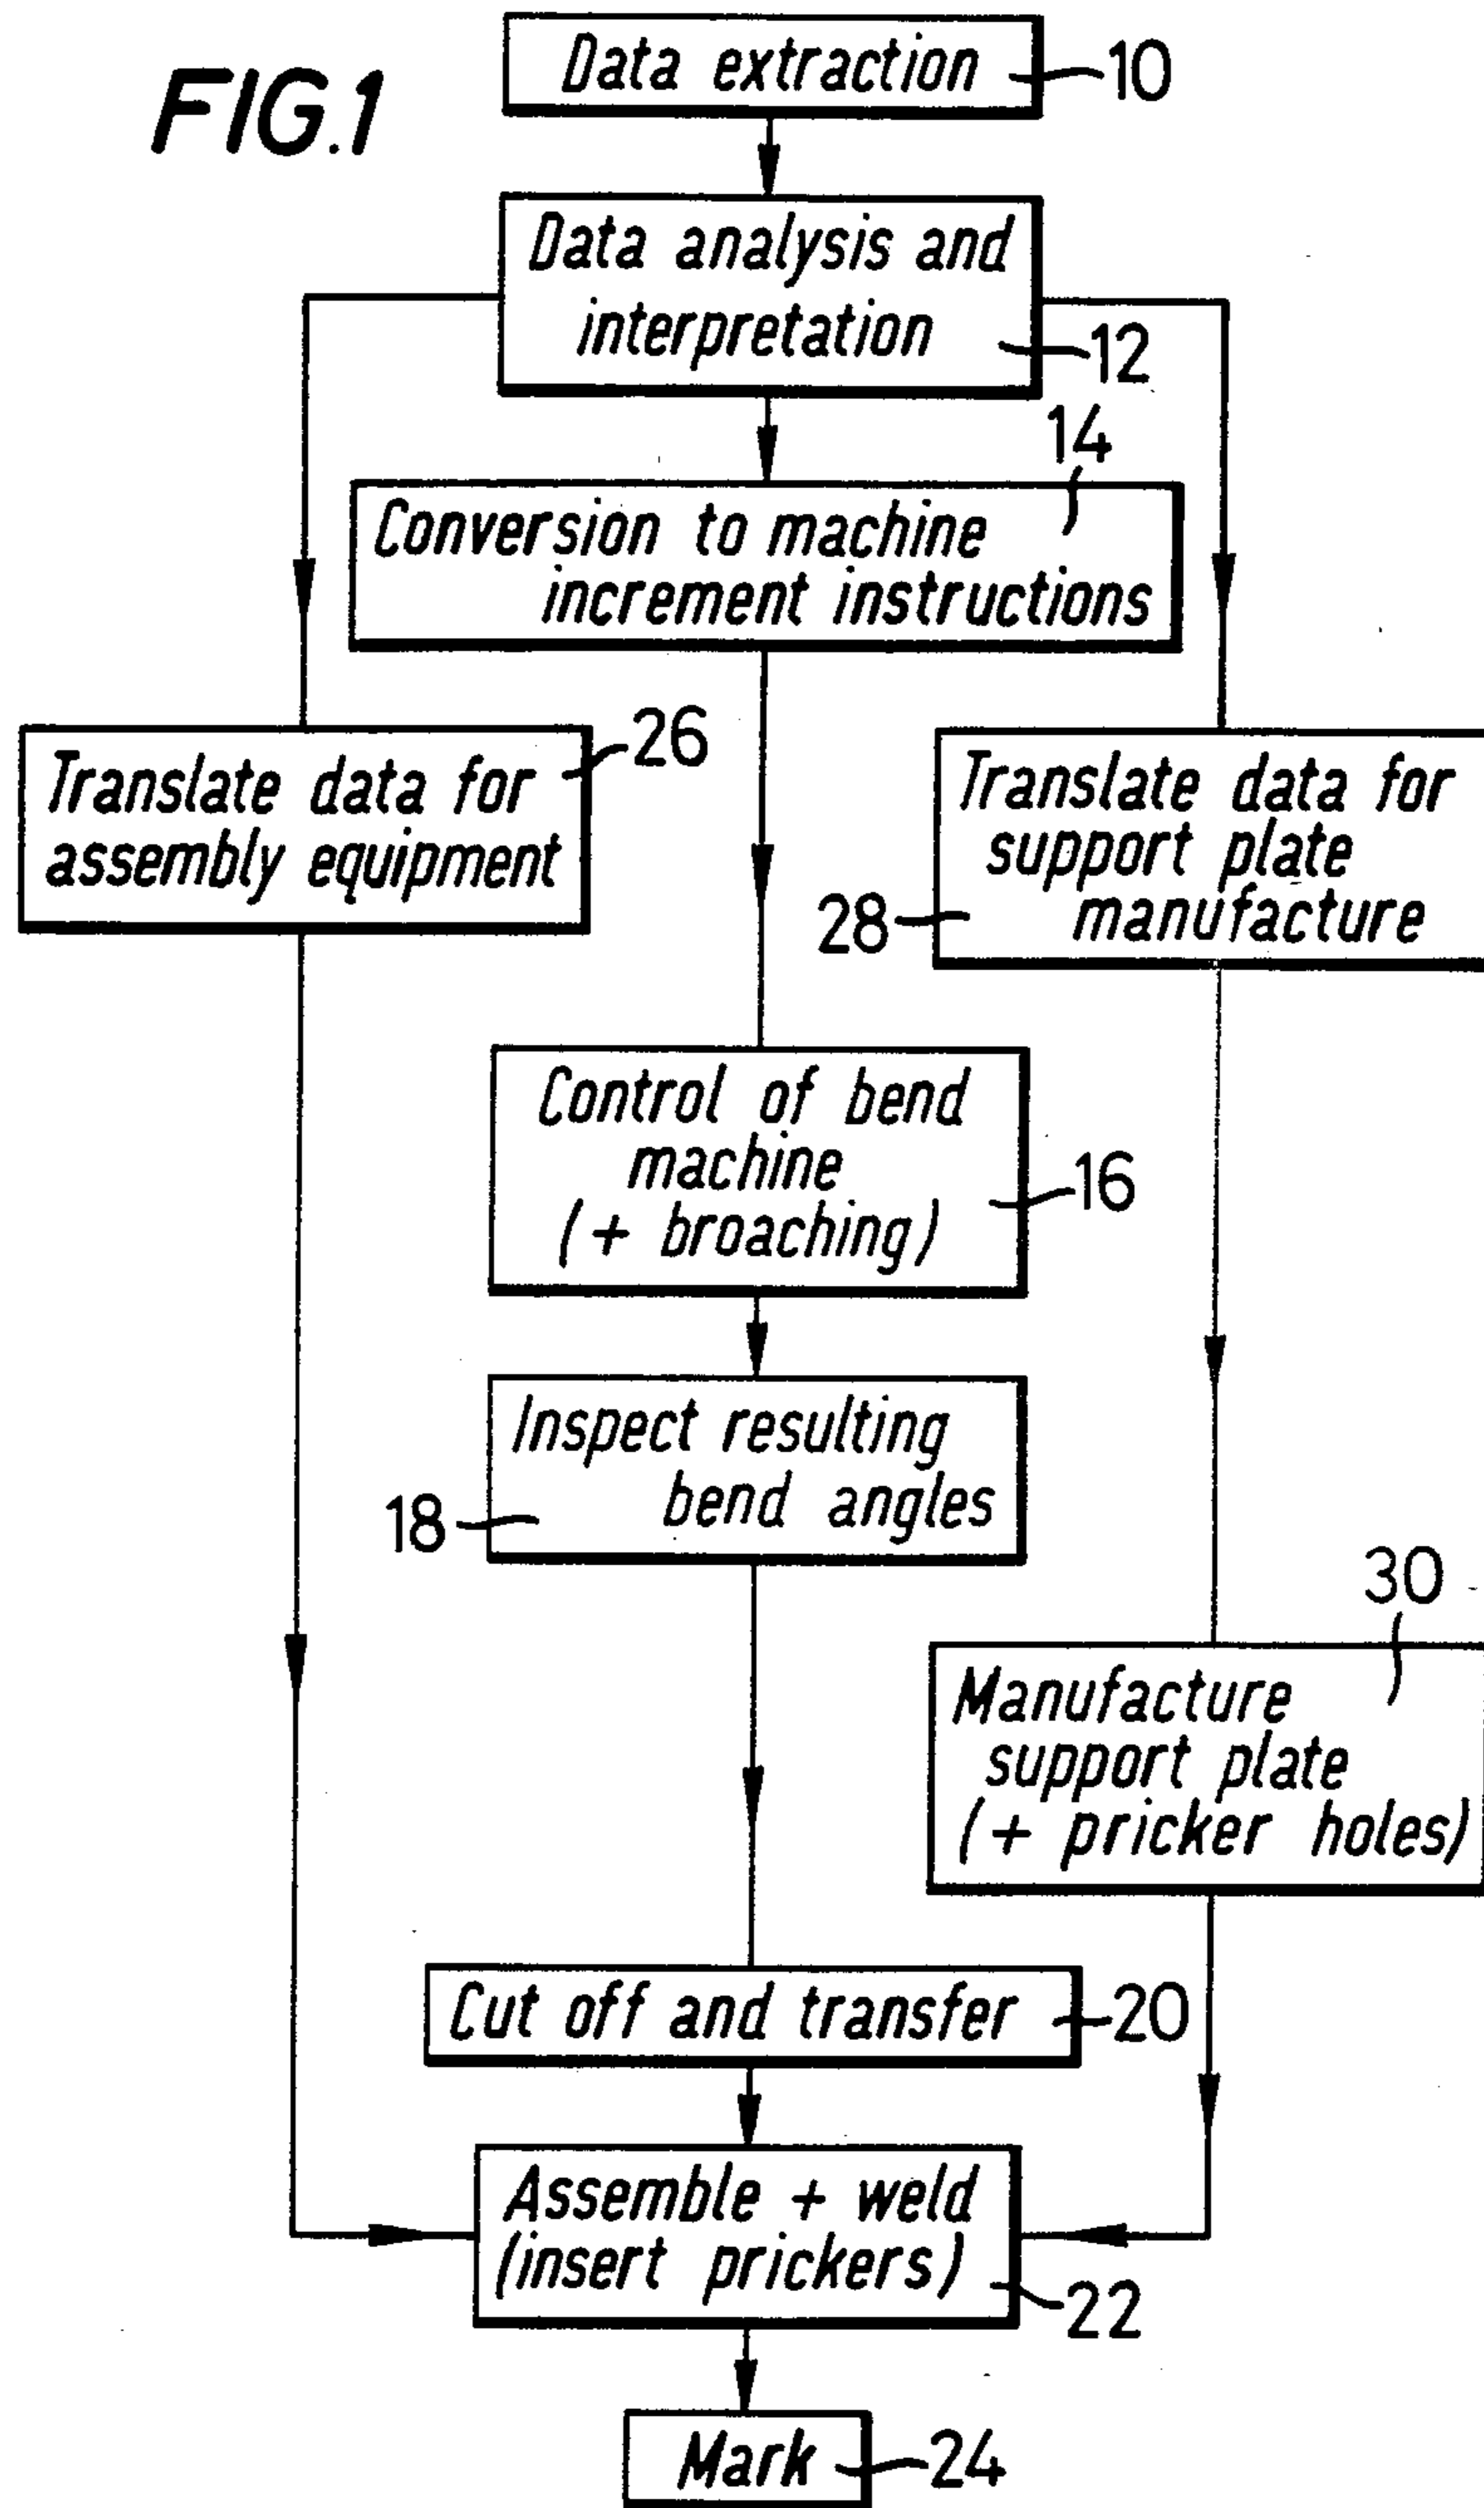 FIG.1
Data extraction
10
Data analysis and
interpretation
12
14
Conversion to machine
increment instructions
Translate data for
assembly equipment
26
Translate data for
support plate
manufacture
28
Control of bend
machine
(+ broaching)
16
Inspect resulting
bend angles
18
30
Manufacture
support plate
(+ pricker holes)
Cut off and transfer
20
Assemble + weld
(insert prickers)
22
Mark
24